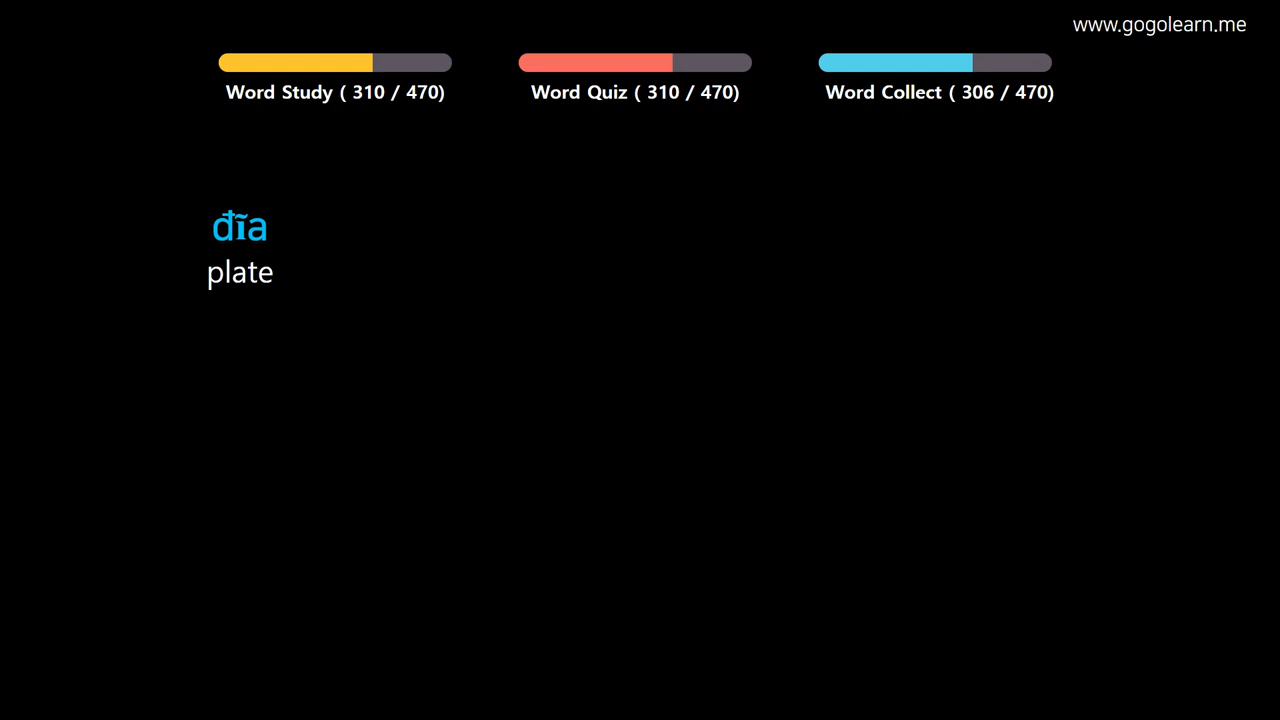 www.gogolearn.me
Word Study ( 310 / 470)
Word Quiz ( 310 / 470)
Word Collect ( 306 / 470)
đĩa
plate